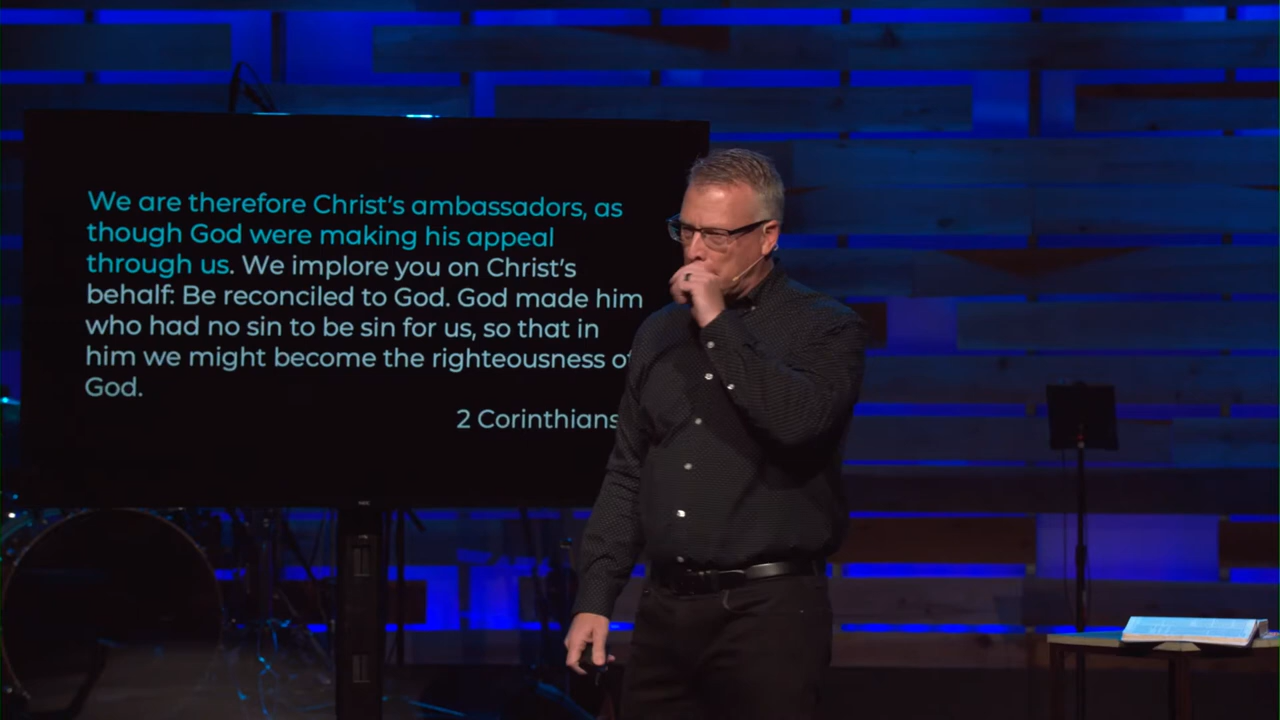 We are therefore Christ's ambassadors, as
though God were making his appeal
through us. We implore you on Christ's
behalf: Be reconciled to God. God made him
who had no sin to be sin for us, so that in
him we might become the righteousness of
God.
2 Corinthians